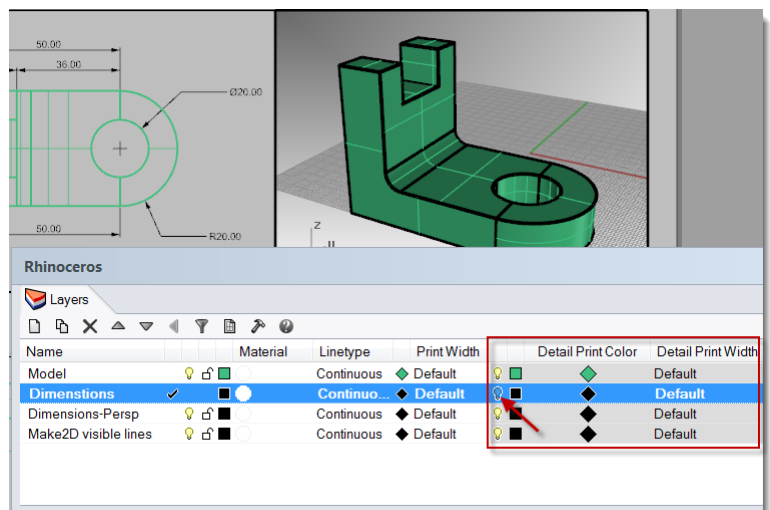 50.00
36.00
Ø20.00
50.00
R20.00
z
Rhinoceros
Layers
Name Material Linetype Print Width Detail Print Color Detail Print Width
Model Continuous Default Default
Dimenstions Continuo... Default Default
Dimensions-Persp Continuous Default Default
Make2D visible lines Continuous Default Default